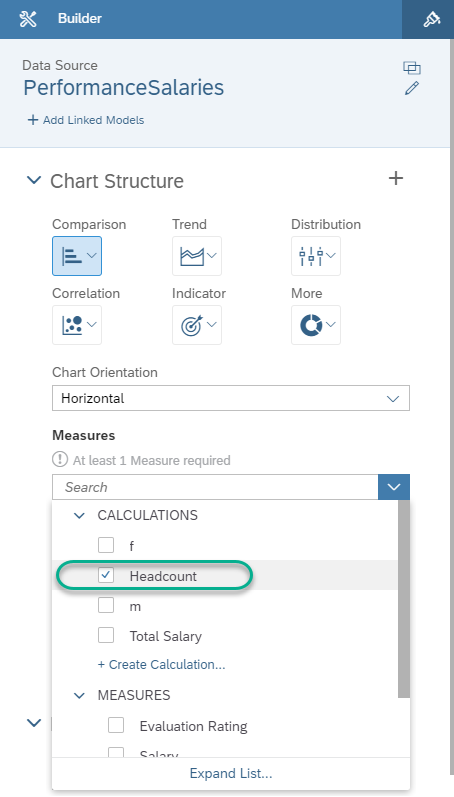 Builder
Data Source
PerformanceSalaries
+ Add Linked Models
Chart Structure
Comparison Trend Distribution
Correlation Indicator More
Chart Orientation
Horizontal
Measures
At least 1 Measure required
Search
CALCULATIONS
f
Headcount
m
Total Salary
+ Create Calculation...
MEASURES
Evaluation Rating
Salary
Expand List...